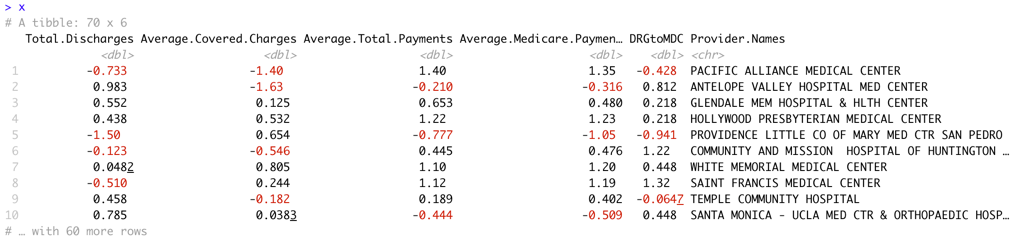 > x
# A tibble: 70 x 6
Total.Discharges Average.Covered.Charges Average.Total.Payments Average.Medicare.Paymen… DRGtoMDC Provider.Names
<dbl> <dbl> <dbl> <dbl> <dbl> <chr>
1 -0.733 -1.40 1.40 1.35 -0.428 PACIFIC ALLIANCE MEDICAL CENTER
2 0.983 -1.63 -0.210 -0.316 0.812 ANTELOPE VALLEY HOSPITAL MED CENTER
3 0.552 0.125 0.653 0.480 0.218 GLENDALE MEM HOSPITAL & HLTH CENTER
4 0.438 0.532 1.22 1.23 0.218 HOLLYWOOD PRESBYTERIAN MEDICAL CENTER
5 -1.50 0.654 -0.777 -1.05 -0.941 PROVIDENCE LITTLE CO OF MARY MED CTR SAN PEDRO
6 -0.123 -0.546 0.445 0.476 1.22 COMMUNITY AND MISSION HOSPITAL OF HUNTINGTON …
7 0.0482 0.805 1.10 1.20 0.448 WHITE MEMORIAL MEDICAL CENTER
8 -0.510 0.244 1.12 1.19 1.32 SAINT FRANCIS MEDICAL CENTER
9 0.458 -0.182 0.189 0.402 -0.0647 TEMPLE COMMUNITY HOSPITAL
10 0.785 0.0383 -0.444 -0.509 0.448 SANTA MONICA - UCLA MED CTR & ORTHOPAEDIC HOSP…
# … with 60 more rows